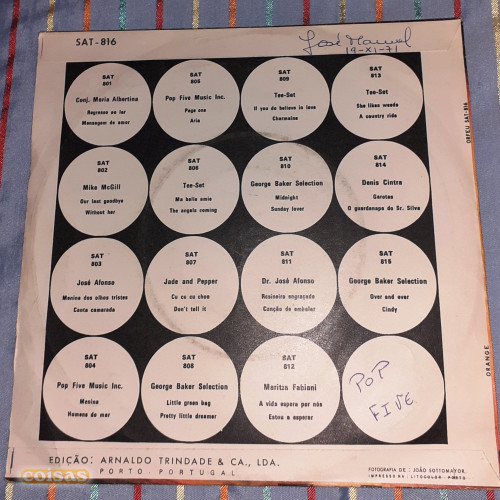 SAT-816
José Manuel
19-XI-71
SAT
801
Conj. Maria Albertina
Regresso ao lar
Mensagem de amor
SAT
805
Pop Five Music Inc.
Page one
Aria
SAT
809
Tee-Set
If you do believe in love
Charmaine
SAT
813
Tee-Set
She likes weeds
A country ride
SAT
802
Mike McGill
Our last goodbye
Without her
SAT
806
Tee-Set
Ma belle amie
The angels coming
SAT
810
George Baker Selection
Midnight
Sunday lover
SAT
814
Denis Cintra
Garotas
O guardanapo do Sr. Silva
SAT
803
José Afonso
Menina dos olhos tristes
Canta camarada
SAT
807
Jade and Pepper
Cu cu cu choo
Don't tell it
SAT
811
Dr. José Afonso
Resineiro engraçado
Canção de embalar
SAT
815
George Baker Selection
Over and over
Cindy
SAT
804
Pop Five Music Inc.
Menina
Homens do mar
SAT
808
George Baker Selection
Little green bag
Pretty little dreamer
SAT
812
Maritza Fabiani
A vida espera por nós
Estou a esperar
POP
FIVE
ORFEU SAT-816
ORANGE
EDIÇÃO: ARNALDO TRINDADE & CA., LDA.
PORTO-PORTUGAL
FOTOGRAFIA DE: JOÃO SOTTOMAYOR.
IMPRESSO NA: LITOGOLOR-PORTO
coisas